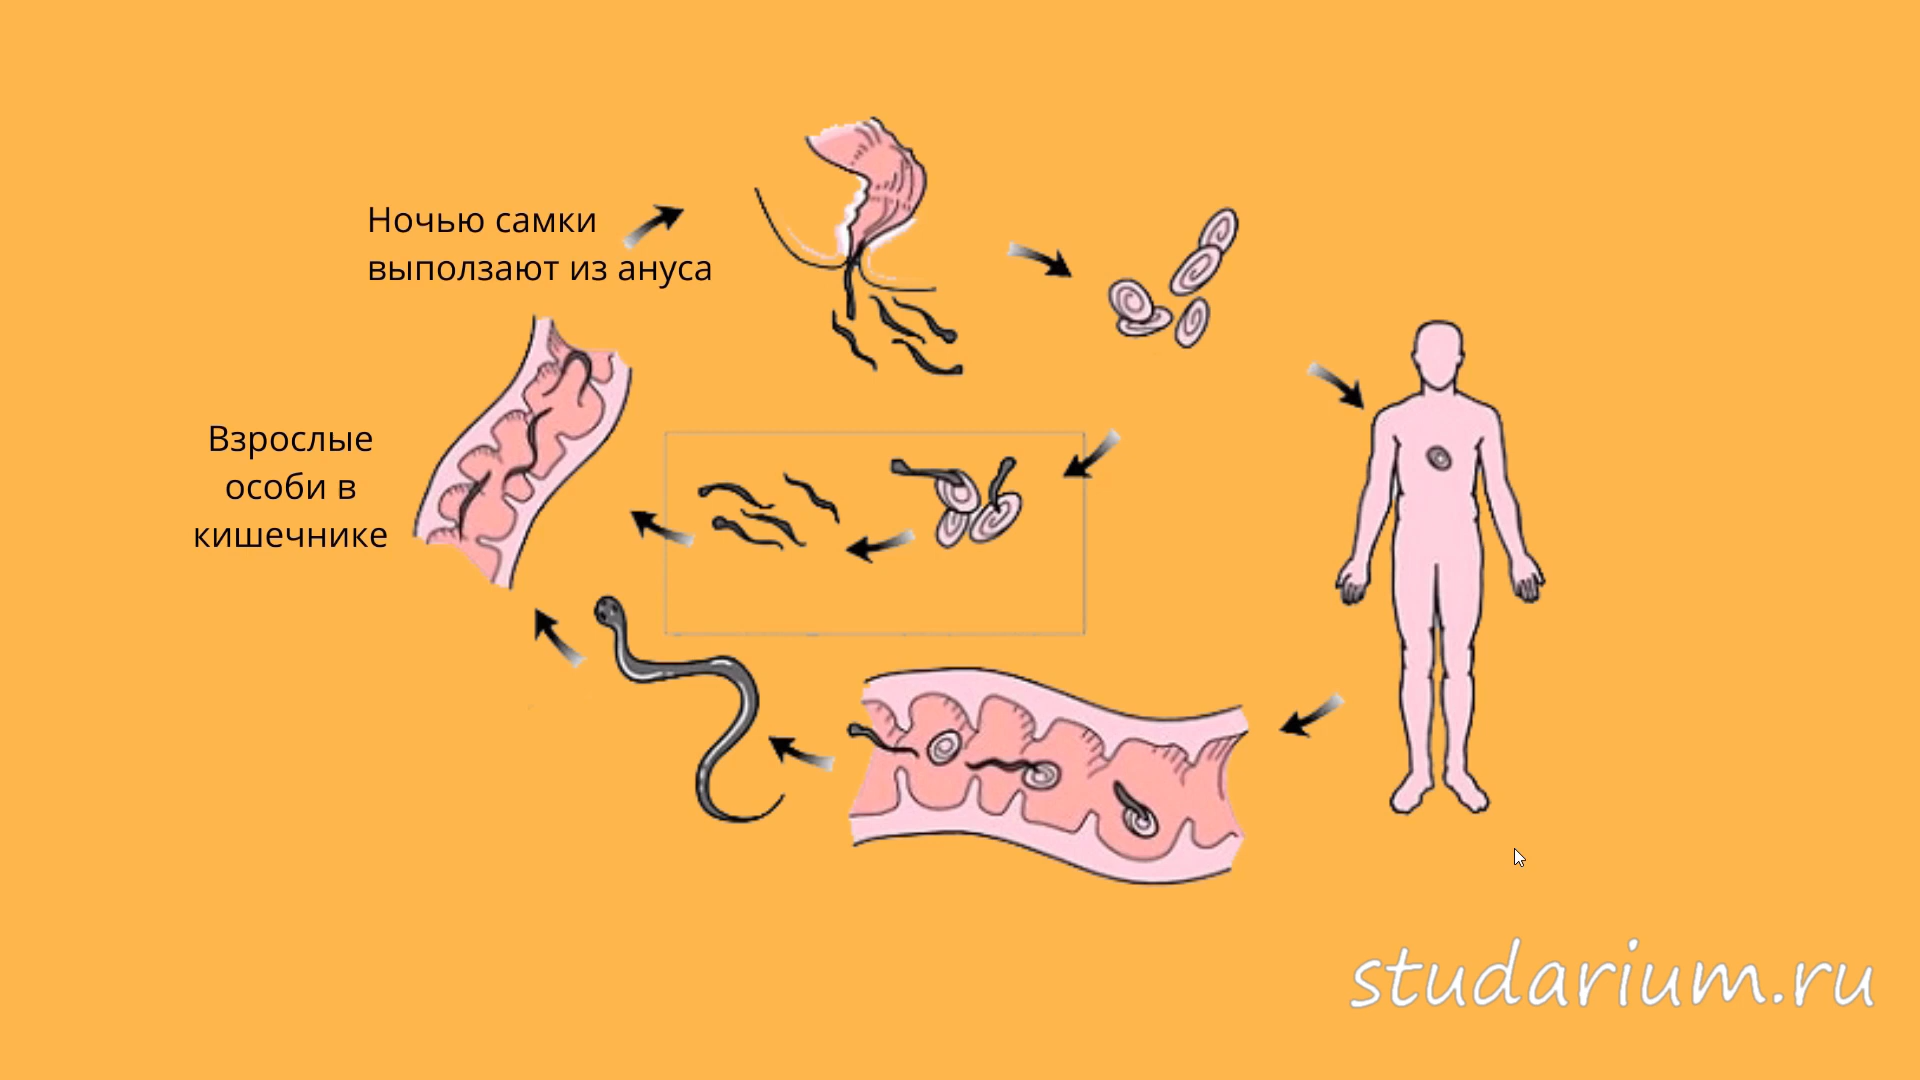 Ночью самки
выползают из ануса
Взрослые
особи в
кишечнике
studarium.ru